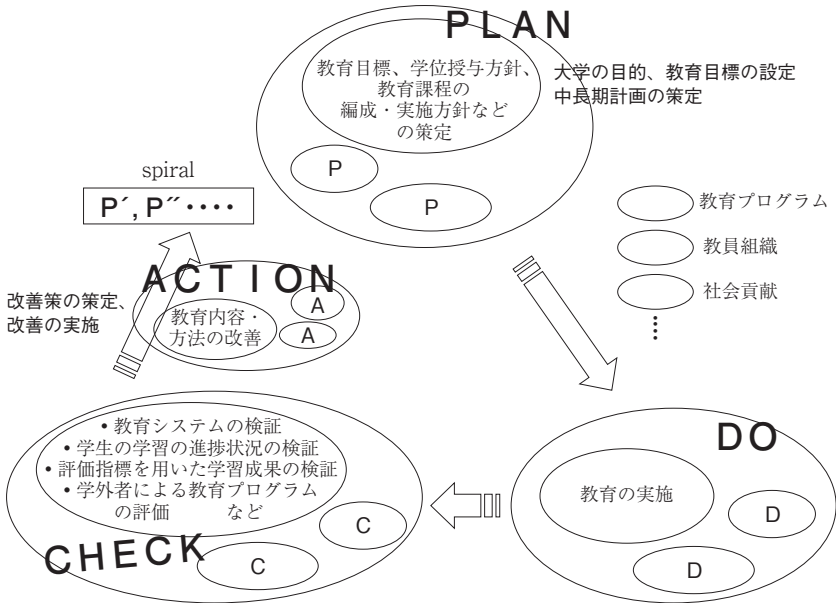 PLAN
教育目標、学位授与方針、
教育課程の
編成・実施方針など
の策定
大学の目的、教育目標の設定
中長期計画の策定
P
P
spiral
P´, P˝ ････
教育プログラム
教員組織
社会貢献
ACTION
改善策の策定、
改善の実施
教育内容・
方法の改善
A
A
DO
教育の実施
D
D
• 教育システムの検証
• 学生の学習の進捗状況の検証
• 評価指標を用いた学習成果の検証
• 学外者による教育プログラム
の評価 など
C
C
CHECK